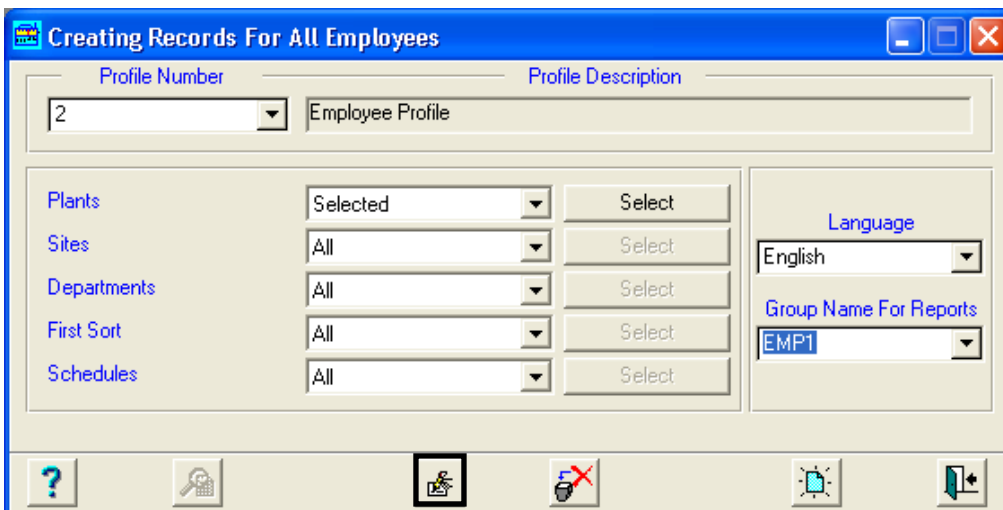 Creating Records For All Employees
Profile Number Profile Description
2 Employee Profile
Plants Selected Select
Sites All Select
Departments All Select
First Sort All Select
Schedules All Select
Language
English
Group Name For Reports
EMP1
?